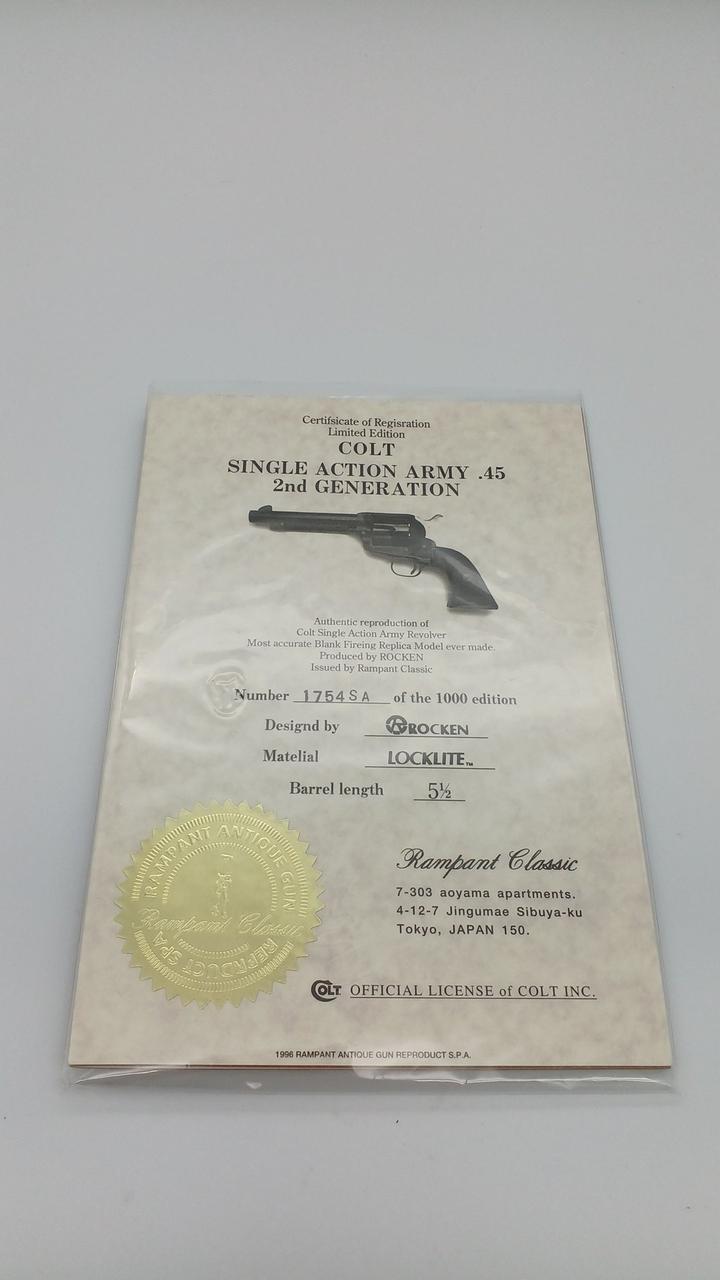 Certifsicate of Regisration
Limited Edition
COLT
SINGLE ACTION ARMY .45
2nd GENERATION
Authentic reproduction of
Colt Single Action Army Revolver
Most accurate Blank Fireing Replica Model ever made.
Produced by ROCKEN
Issued by Rampant Classic
Number 1754SA of the 1000 edition
Designd by ROCKEN
Matelial LOCKLITE™
Barrel length 5½
RAMPANT ANTIQUE GUN
Rampant Classic
REPRODUCT SPA
Rampant Classic
7-303 aoyama apartments.
4-12-7 Jingumae Sibuya-ku
Tokyo, JAPAN 150.
COLT OFFICIAL LICENSE of COLT INC.
1996 RAMPANT ANTIQUE GUN REPRODUCT S.P.A.